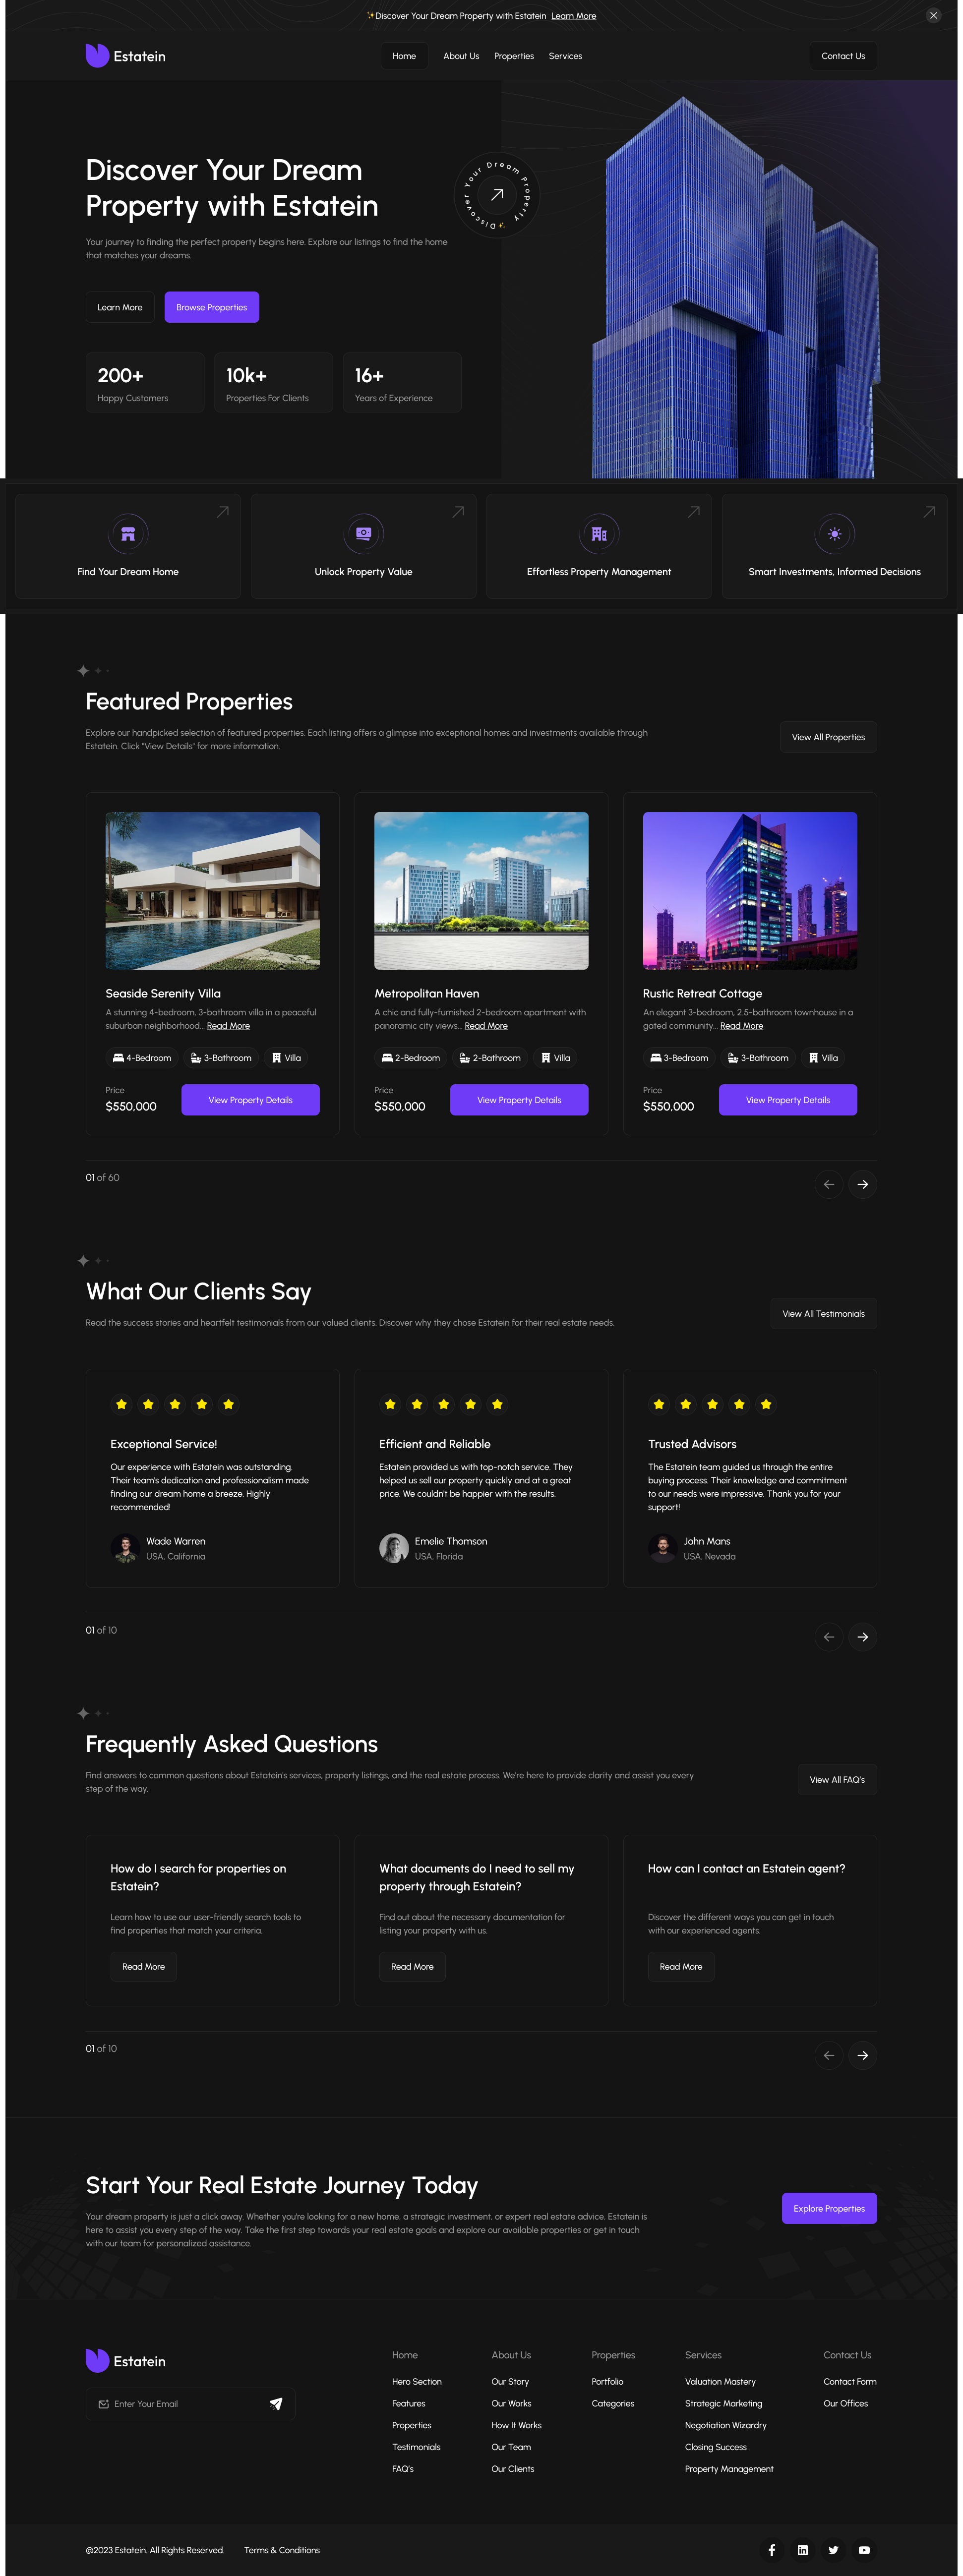 ✨Discover Your Dream Property with Estatein Learn More
Estatein
Home
About Us
Properties
Services
Contact Us
Discover Your Dream
Property with Estatein
Your journey to finding the perfect property begins here. Explore our listings to find the home
that matches your dreams.
✨Discover Your Dream Property
Learn More
Browse Properties
200+
Happy Customers
10k+
Properties For Clients
16+
Years of Experience
Find Your Dream Home
Unlock Property Value
Effortless Property Management
Smart Investments, Informed Decisions
Featured Properties
Explore our handpicked selection of featured properties. Each listing offers a glimpse into exceptional homes and investments available through
Estatein. Click "View Details" for more information.
View All Properties
Seaside Serenity Villa
A stunning 4-bedroom, 3-bathroom villa in a peaceful
suburban neighborhood... Read More
4-Bedroom
3-Bathroom
Villa
Price
$550,000
View Property Details
Metropolitan Haven
A chic and fully-furnished 2-bedroom apartment with
panoramic city views... Read More
2-Bedroom
2-Bathroom
Villa
Price
$550,000
View Property Details
Rustic Retreat Cottage
An elegant 3-bedroom, 2.5-bathroom townhouse in a
gated community... Read More
3-Bedroom
3-Bathroom
Villa
Price
$550,000
View Property Details
01 of 60
What Our Clients Say
Read the success stories and heartfelt testimonials from our valued clients. Discover why they chose Estatein for their real estate needs.
View All Testimonials
Exceptional Service!
Our experience with Estatein was outstanding.
Their team's dedication and professionalism made
finding our dream home a breeze. Highly
recommended!
Wade Warren
USA, California
Efficient and Reliable
Estatein provided us with top-notch service. They
helped us sell our property quickly and at a great
price. We couldn't be happier with the results.
Emelie Thomson
USA, Florida
Trusted Advisors
The Estatein team guided us through the entire
buying process. Their knowledge and commitment
to our needs were impressive. Thank you for your
support!
John Mans
USA, Nevada
01 of 10
Frequently Asked Questions
Find answers to common questions about Estatein's services, property listings, and the real estate process. We're here to provide clarity and assist you every
step of the way.
View All FAQ's
How do I search for properties on
Estatein?
Learn how to use our user-friendly search tools to
find properties that match your criteria.
Read More
What documents do I need to sell my
property through Estatein?
Find out about the necessary documentation for
listing your property with us.
Read More
How can I contact an Estatein agent?
Discover the different ways you can get in touch
with our experienced agents.
Read More
01 of 10
Start Your Real Estate Journey Today
Your dream property is just a click away. Whether you're looking for a new home, a strategic investment, or expert real estate advice, Estatein is
here to assist you every step of the way. Take the first step towards your real estate goals and explore our available properties or get in touch
with our team for personalized assistance.
Explore Properties
Estatein
Enter Your Email
Home
Hero Section
Features
Properties
Testimonials
FAQ's
About Us
Our Story
Our Works
How It Works
Our Team
Our Clients
Properties
Portfolio
Categories
Services
Valuation Mastery
Strategic Marketing
Negotiation Wizardry
Closing Success
Property Management
Contact Us
Contact Form
Our Offices
@2023 Estatein. All Rights Reserved.
Terms & Conditions